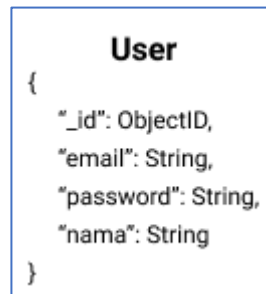 User
{
“_id”: ObjectID,
“email”: String,
“password”: String,
“nama”: String
}